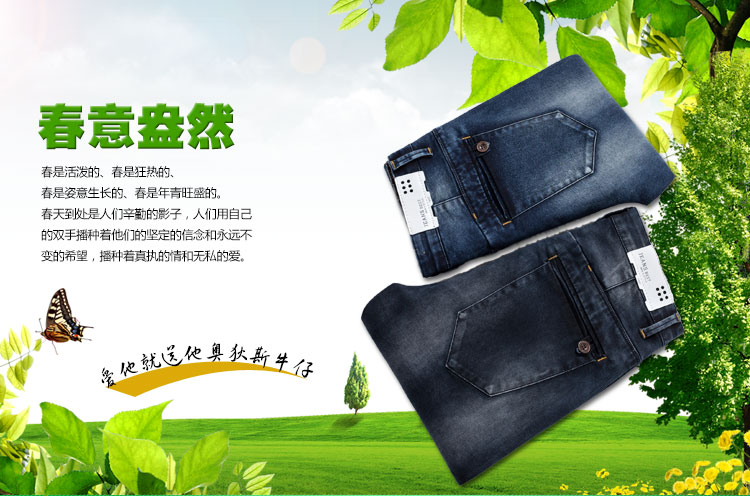 春意盎然
春是活泼的、春是狂热的、
春是姿意生长的、春是年青旺盛的。
春天到处是人们辛勤的影子，人们用自己
的双手播种着他们的坚定的信念和永远不
变的希望，播种着真执的情和无私的爱。
爱他就送他奥狄斯牛仔